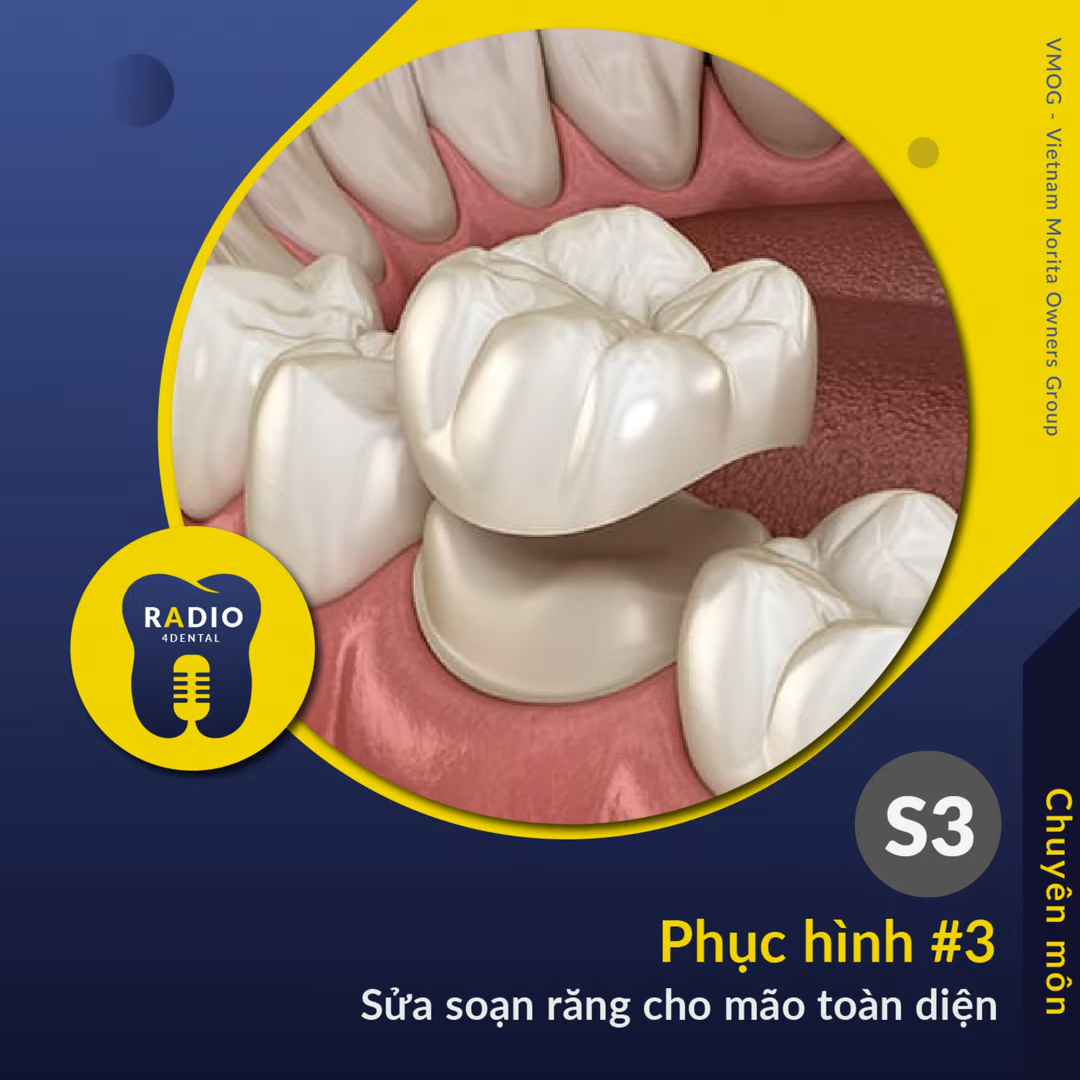 VMOG - Vietnam Morita Owners Group
RADIO
4DENTAL
S3
Phục hình #3
Sửa soạn răng cho mão toàn diện
Chuyên môn